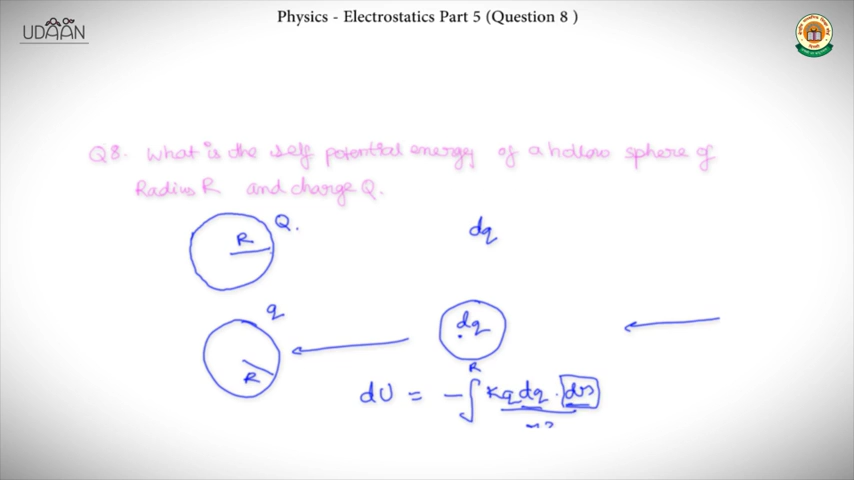 Physics - Electrostatics Part 5 (Question 8 )
UDAAN
Q8. What is the self potential energy of a hollow sphere of
Radius R and charge Q.
Q.
R
dq
q
dq
R
R
dU = - ∫ kq dq . dr